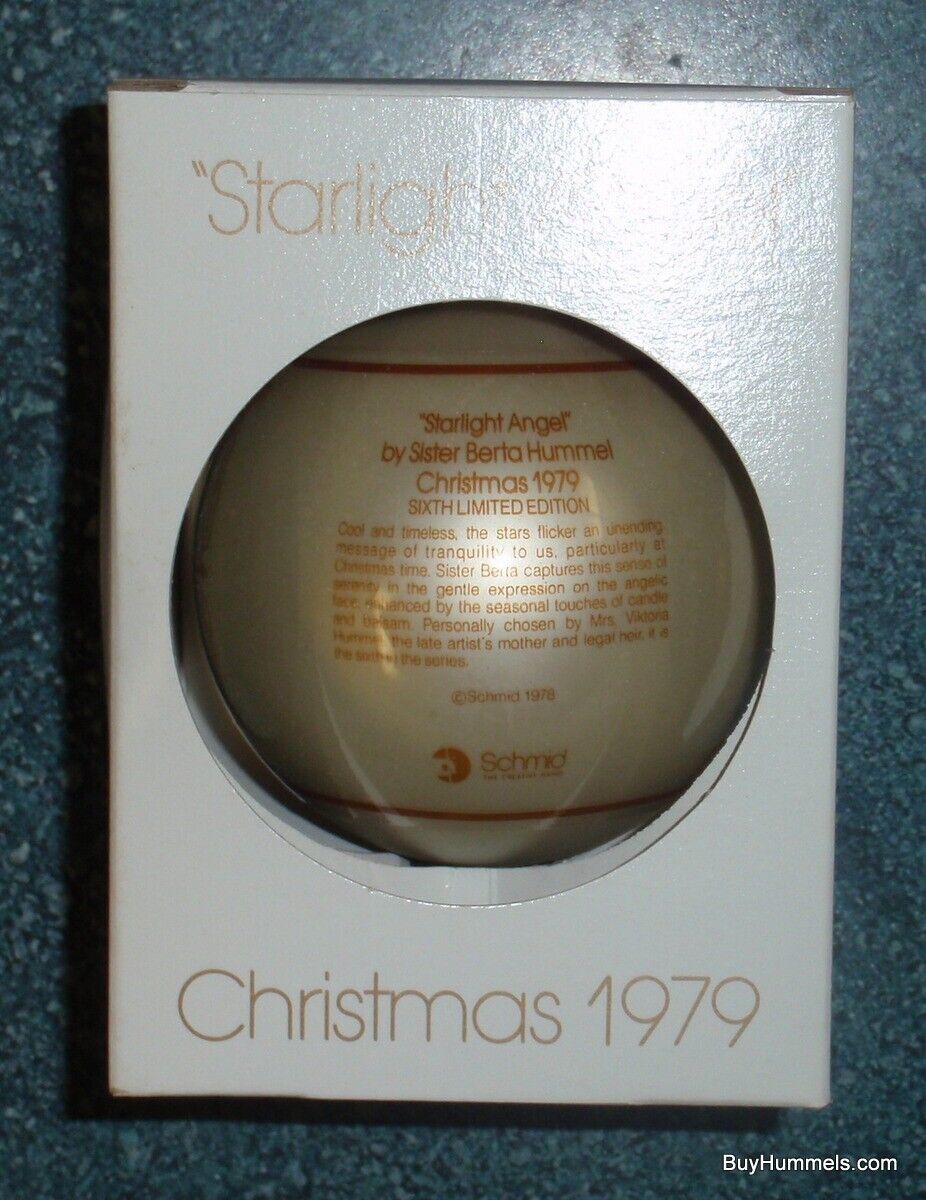 "Starlight
"Starlight Angel"
by Sister Berta Hummel
Christmas 1979
SIXTH LIMITED EDITION
Cool and timeless, the stars flicker an unending
message of tranquility to us, particularly at
Christmas time. Sister Berta captures this sense of
serenity in the gentle expression on the angelic
face, enhanced by the seasonal touches of candle
and balsam. Personally chosen by Mrs. Viktoria
Hummel, the late artist's mother and legal heir, it is
the sixth in the series.
©Schmid 1978
Schmid
THE CREATIVE HAND
Christmas 1979
BuyHummels.com